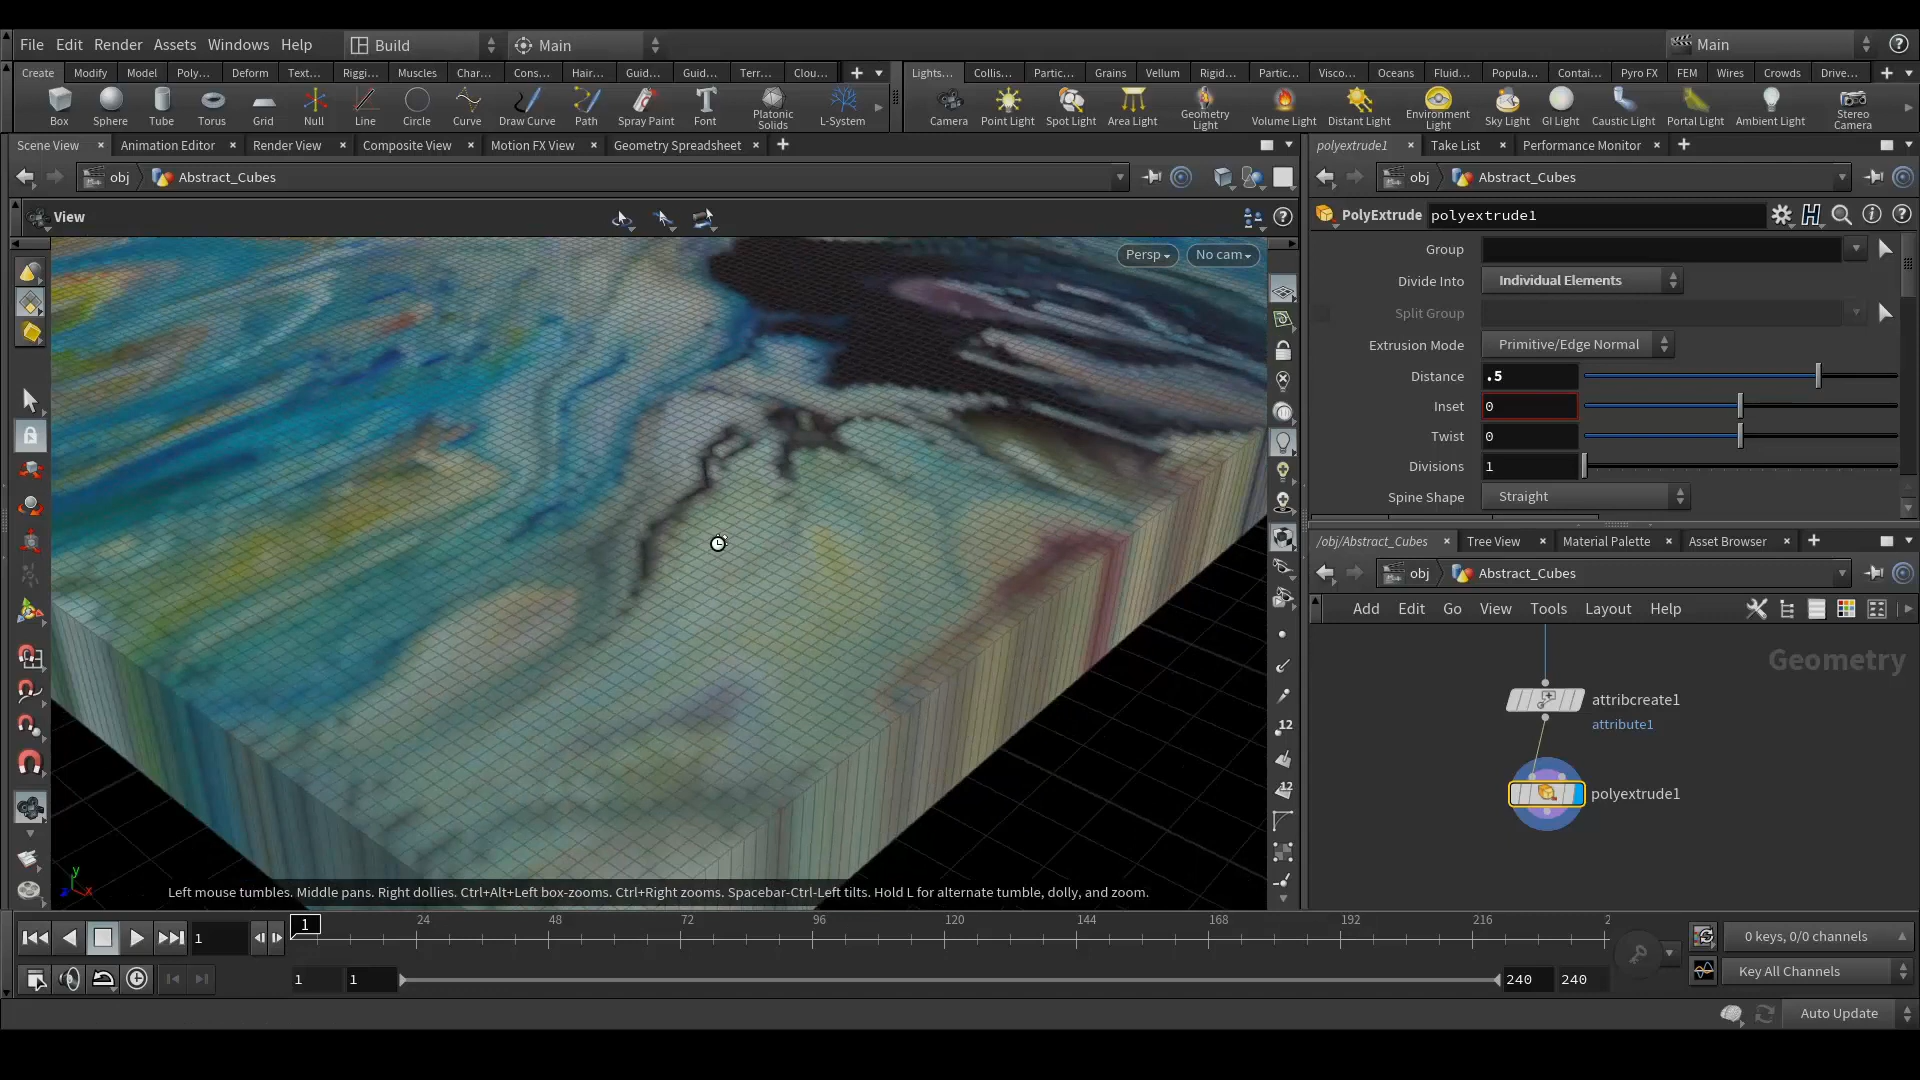 File Edit Render Assets Windows Help Build Main Main
Create Modify Model Poly... Deform Text... Riggi... Muscles Char... Cons... Hair... Guid... Guid... Terr... Clou... Lights... Collis... Partic... Grains Vellum Rigid... Partic... Visco... Oceans Fluid... Popula... Contai... Pyro FX FEM Wires Crowds Drive...
Box Sphere Tube Torus Grid Null Line Circle Curve Draw Curve Path Spray Paint Font Platonic Solids L-System Camera Point Light Spot Light Area Light Geometry Light Volume Light Distant Light Environment Light Sky Light GI Light Caustic Light Portal Light Ambient Light Stereo Camera
Scene View Animation Editor Render View Composite View Motion FX View Geometry Spreadsheet polyextrude1 Take List Performance Monitor
obj Abstract_Cubes obj Abstract_Cubes
View
PolyExtrude polyextrude1
Persp No cam
Group
Divide Into Individual Elements
Split Group
Extrusion Mode Primitive/Edge Normal
Distance .5
Inset 0
Twist 0
Divisions 1
Spine Shape Straight
/obj/Abstract_Cubes Tree View Material Palette Asset Browser
obj Abstract_Cubes
Add Edit Go View Tools Layout Help
Geometry
attribcreate1
attribute1
polyextrude1
12
12
y
z x
Left mouse tumbles. Middle pans. Right dollies. Ctrl+Alt+Left box-zooms. Ctrl+Right zooms. Spacebar-Ctrl-Left tilts. Hold L for alternate tumble, dolly, and zoom.
1 1 24 48 72 96 120 144 168 192 216 2
0 keys, 0/0 channels
1 1 240 240 Key All Channels
Auto Update